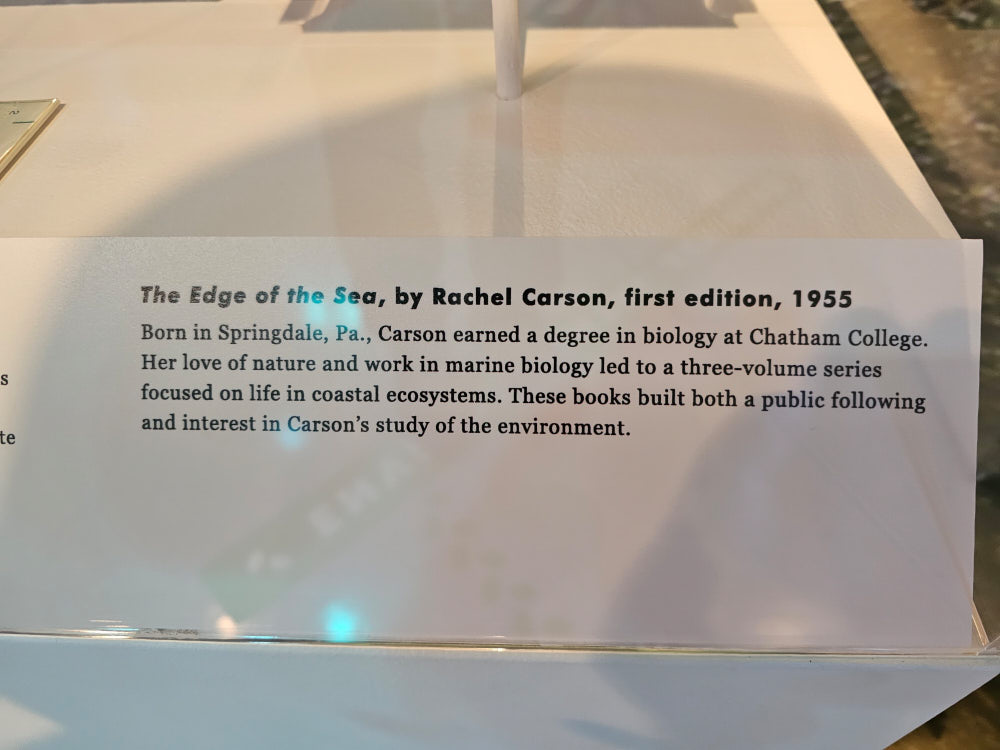 The Edge of the Sea, by Rachel Carson, first edition, 1955
Born in Springdale, Pa., Carson earned a degree in biology at Chatham College.
Her love of nature and work in marine biology led to a three-volume series
focused on life in coastal ecosystems. These books built both a public following
and interest in Carson's study of the environment.